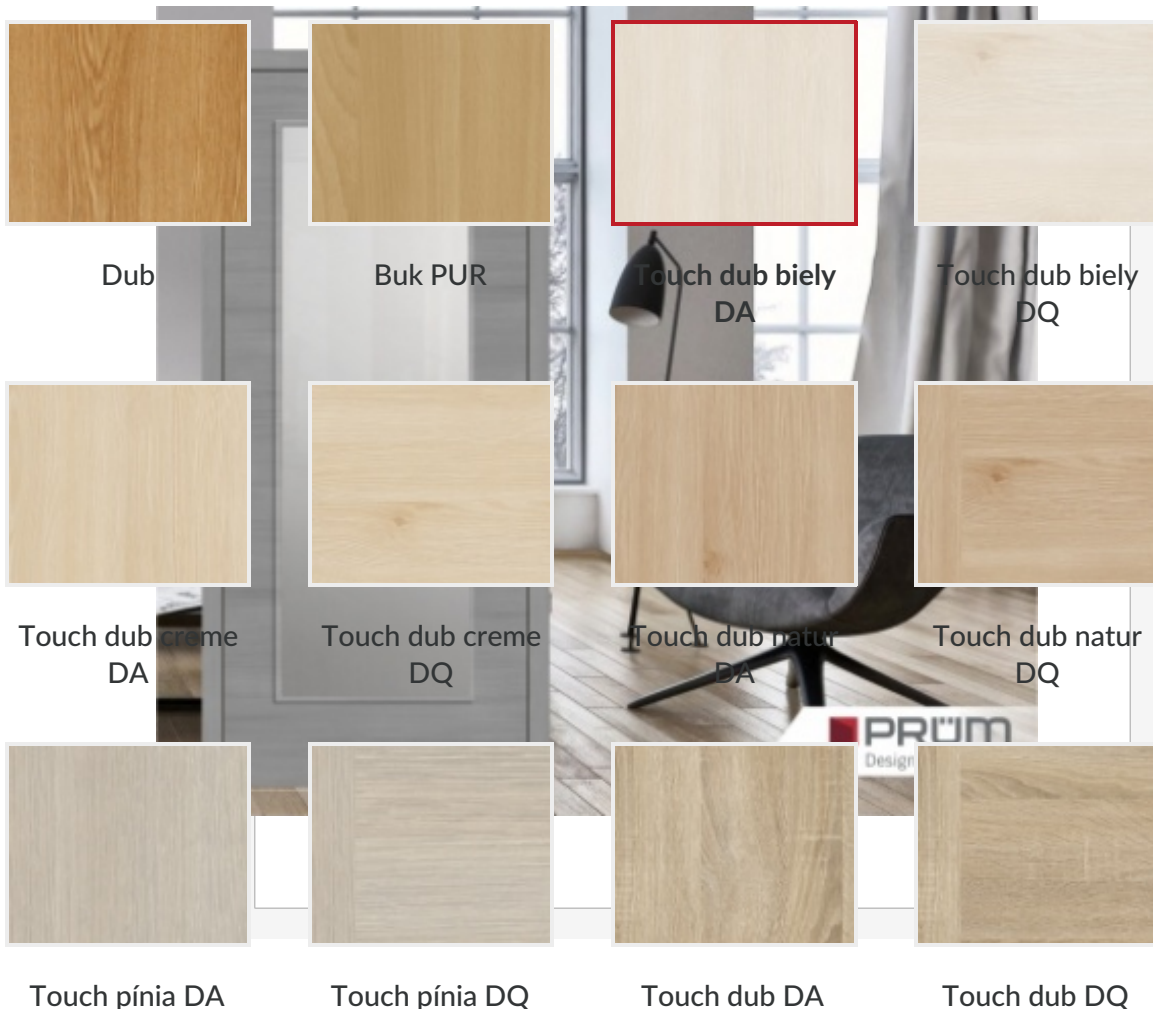 Dub
Buk PUR
Touch dub biely
DA
Touch dub biely
DQ
Touch dub creme
DA
Touch dub creme
DQ
Touch dub natur
DA
Touch dub natur
DQ
PRÜM
Design
Touch pínia DA
Touch pínia DQ
Touch dub DA
Touch dub DQ